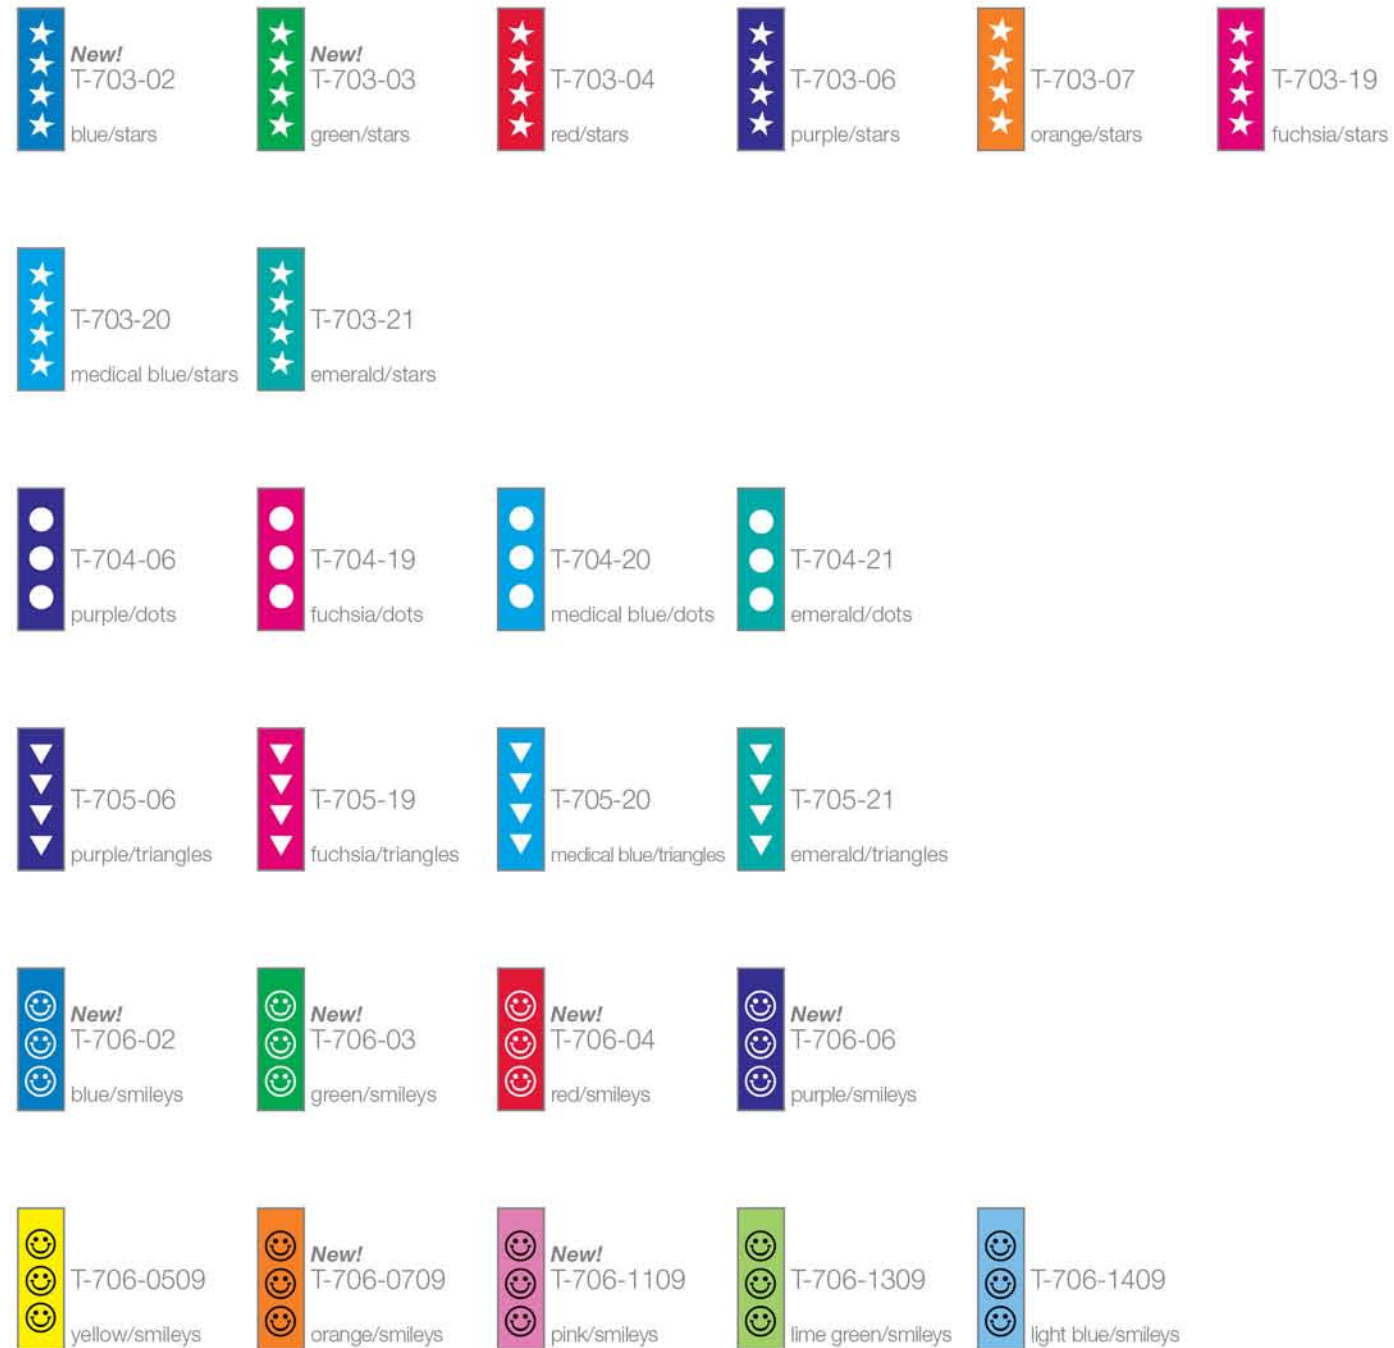 New!
T-703-02
blue/stars
New!
T-703-03
green/stars
T-703-04
red/stars
T-703-06
purple/stars
T-703-07
orange/stars
T-703-19
fuchsia/stars
T-703-20
medical blue/stars
T-703-21
emerald/stars
T-704-06
purple/dots
T-704-19
fuchsia/dots
T-704-20
medical blue/dots
T-704-21
emerald/dots
T-705-06
purple/triangles
T-705-19
fuchsia/triangles
T-705-20
medical blue/triangles
T-705-21
emerald/triangles
New!
T-706-02
blue/smileys
New!
T-706-03
green/smileys
New!
T-706-04
red/smileys
New!
T-706-06
purple/smileys
T-706-0509
yellow/smileys
New!
T-706-0709
orange/smileys
New!
T-706-1109
pink/smileys
T-706-1309
lime green/smileys
T-706-1409
light blue/smileys